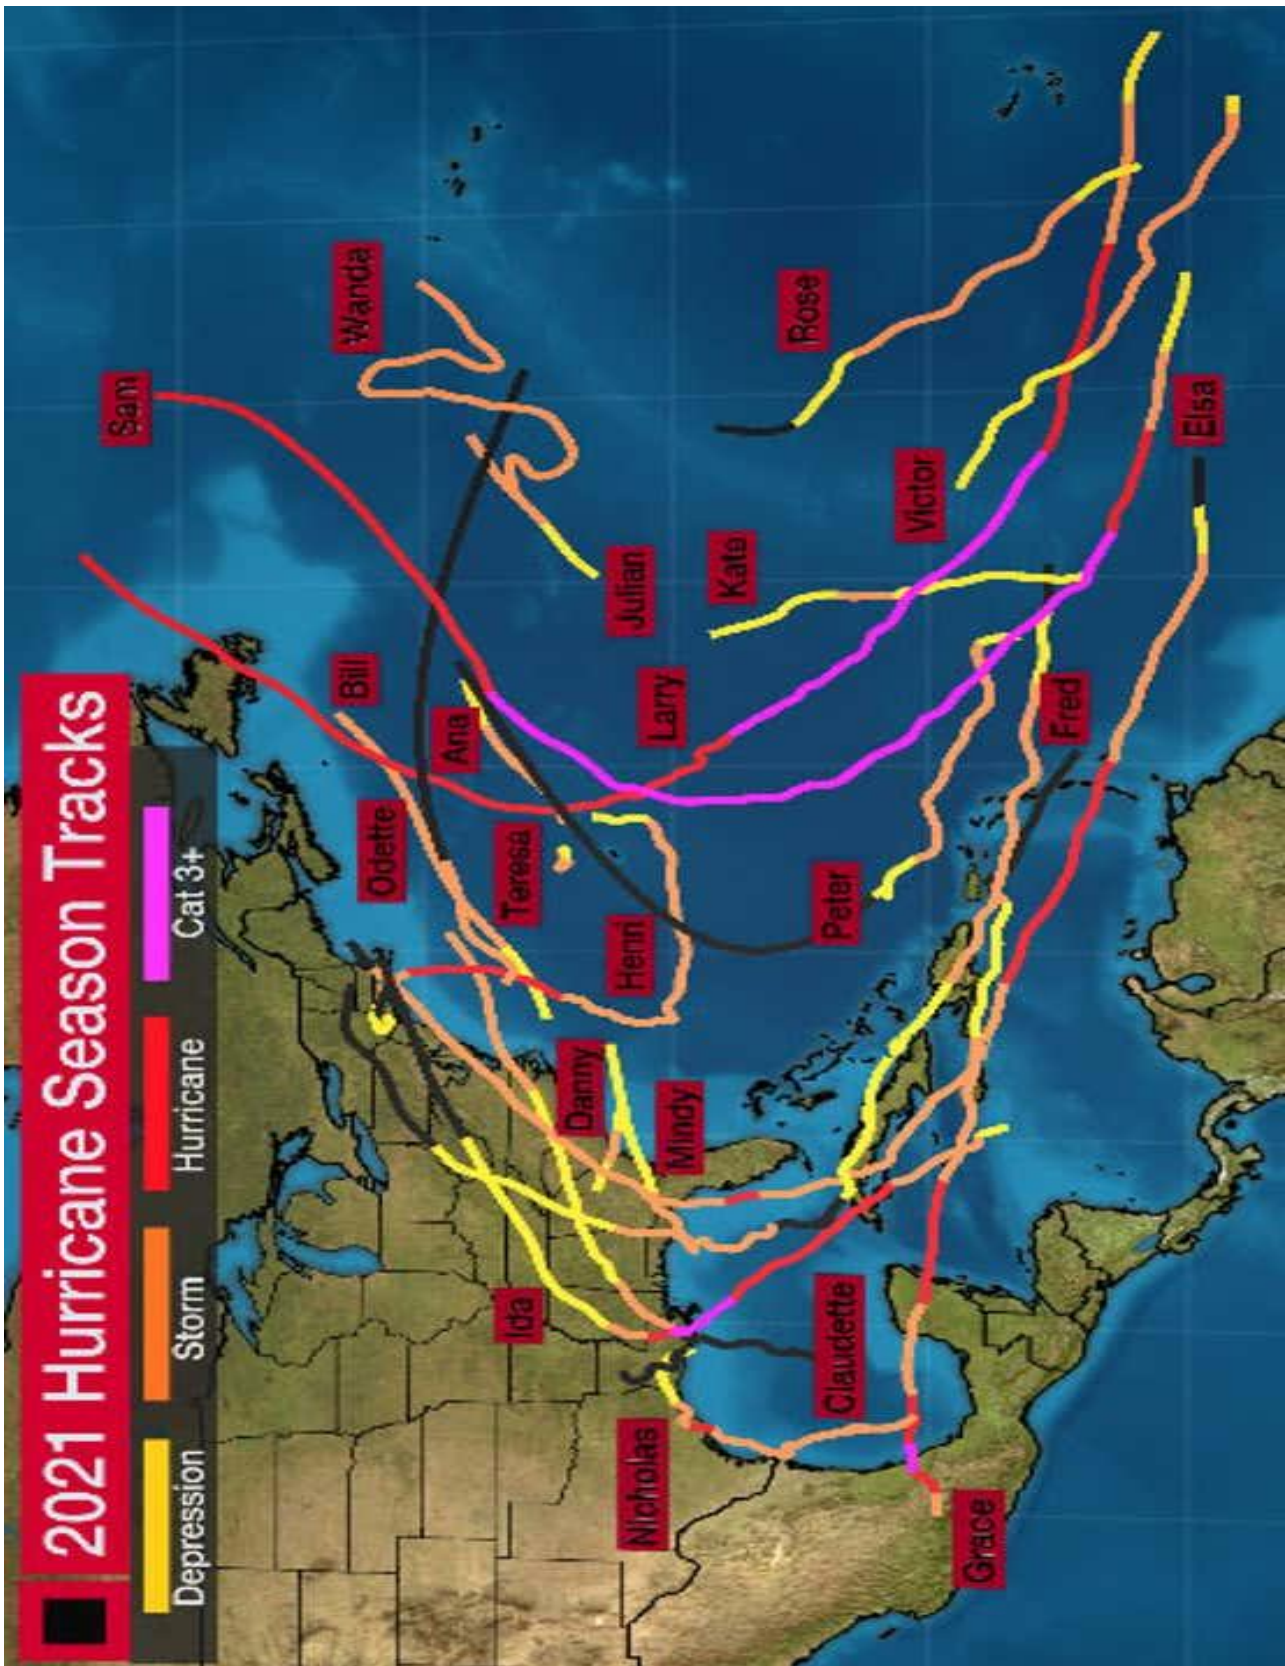 2021 Hurricane Season Tracks
Depression Storm Hurricane Cat 3+
Sam
Wanda
Bill
Odette
Ana
Julian
Teresa
Ida
Danny
Henri
Larry
Kate
Mindy
Nicholas
Rose
Claudette
Peter
Victor
Grace
Fred
Elsa